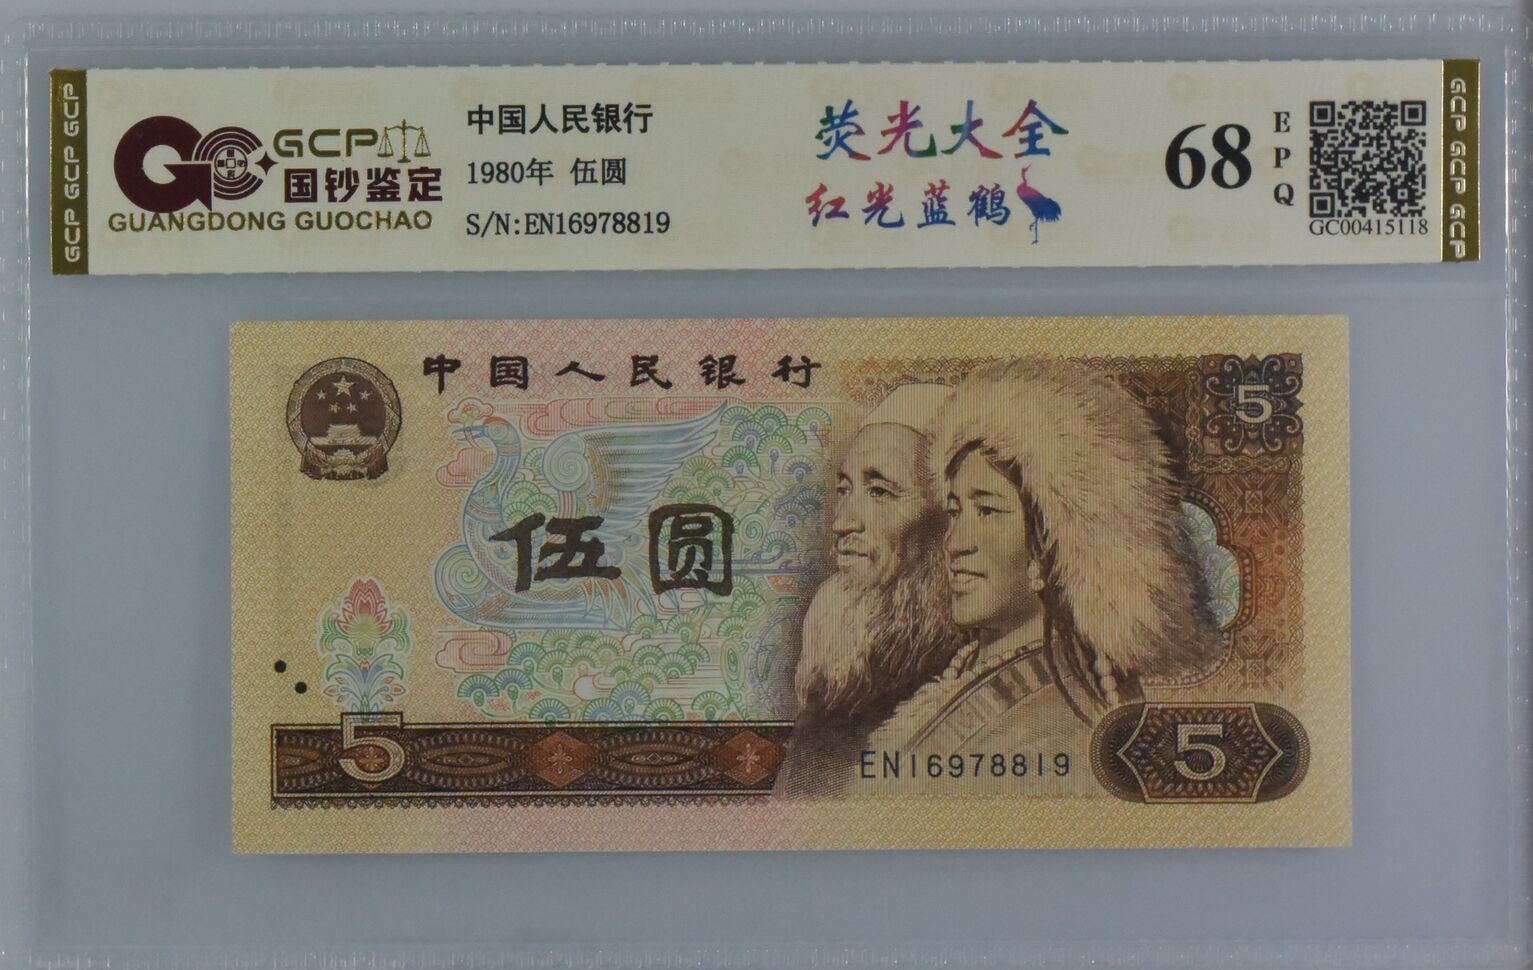 GCP GCP GCP
GCP
国钞鉴定
GUANGDONG GUOCHAO
中国人民银行
1980年 伍圆
S/N:EN16978819
荧光大全
红光蓝鹤
68
EPQ
GC00415118
GCP GCP GCP
中国人民银行
5
伍圆
5
EN16978819
5